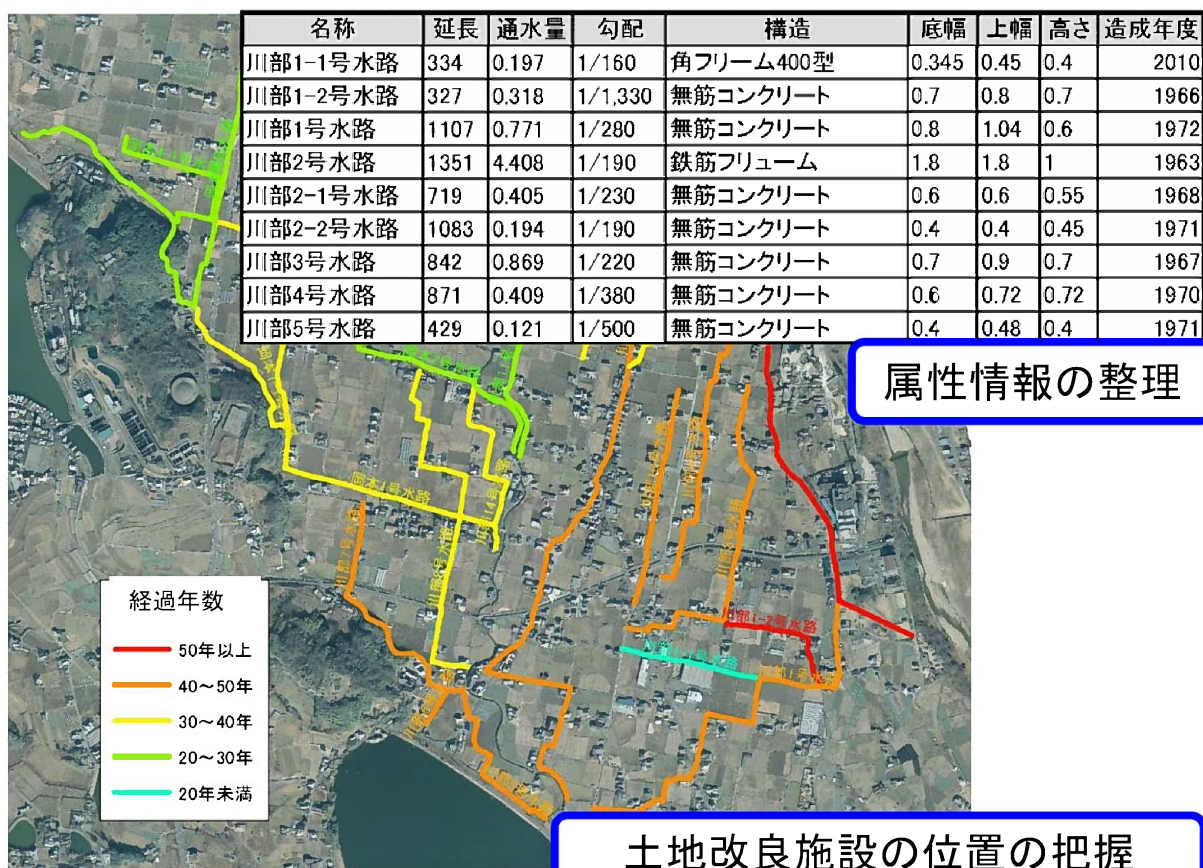 名称 延長 通水量 勾配 構造 底幅 上幅 高さ 造成年度
川部1-1号水路 334 0.197 1/160 角フリーム400型 0.345 0.45 0.4 2010
川部1-2号水路 327 0.318 1/1,330 無筋コンクリート 0.7 0.8 0.7 1966
川部1号水路 1107 0.771 1/280 無筋コンクリート 0.8 1.04 0.6 1972
川部2号水路 1351 4.408 1/190 鉄筋フリューム 1.8 1.8 1 1963
川部2-1号水路 719 0.405 1/230 無筋コンクリート 0.6 0.6 0.55 1968
川部2-2号水路 1083 0.194 1/190 無筋コンクリート 0.4 0.4 0.45 1971
川部3号水路 842 0.869 1/220 無筋コンクリート 0.7 0.9 0.7 1967
川部4号水路 871 0.409 1/380 無筋コンクリート 0.6 0.72 0.72 1970
川部5号水路 429 0.121 1/500 無筋コンクリート 0.4 0.48 0.4 1971
属性情報の整理
岡本4号水路
川部1-2号水路
経過年数
50年以上
40～50年
30～40年
20～30年
20年未満
土地改良施設の位置の把握